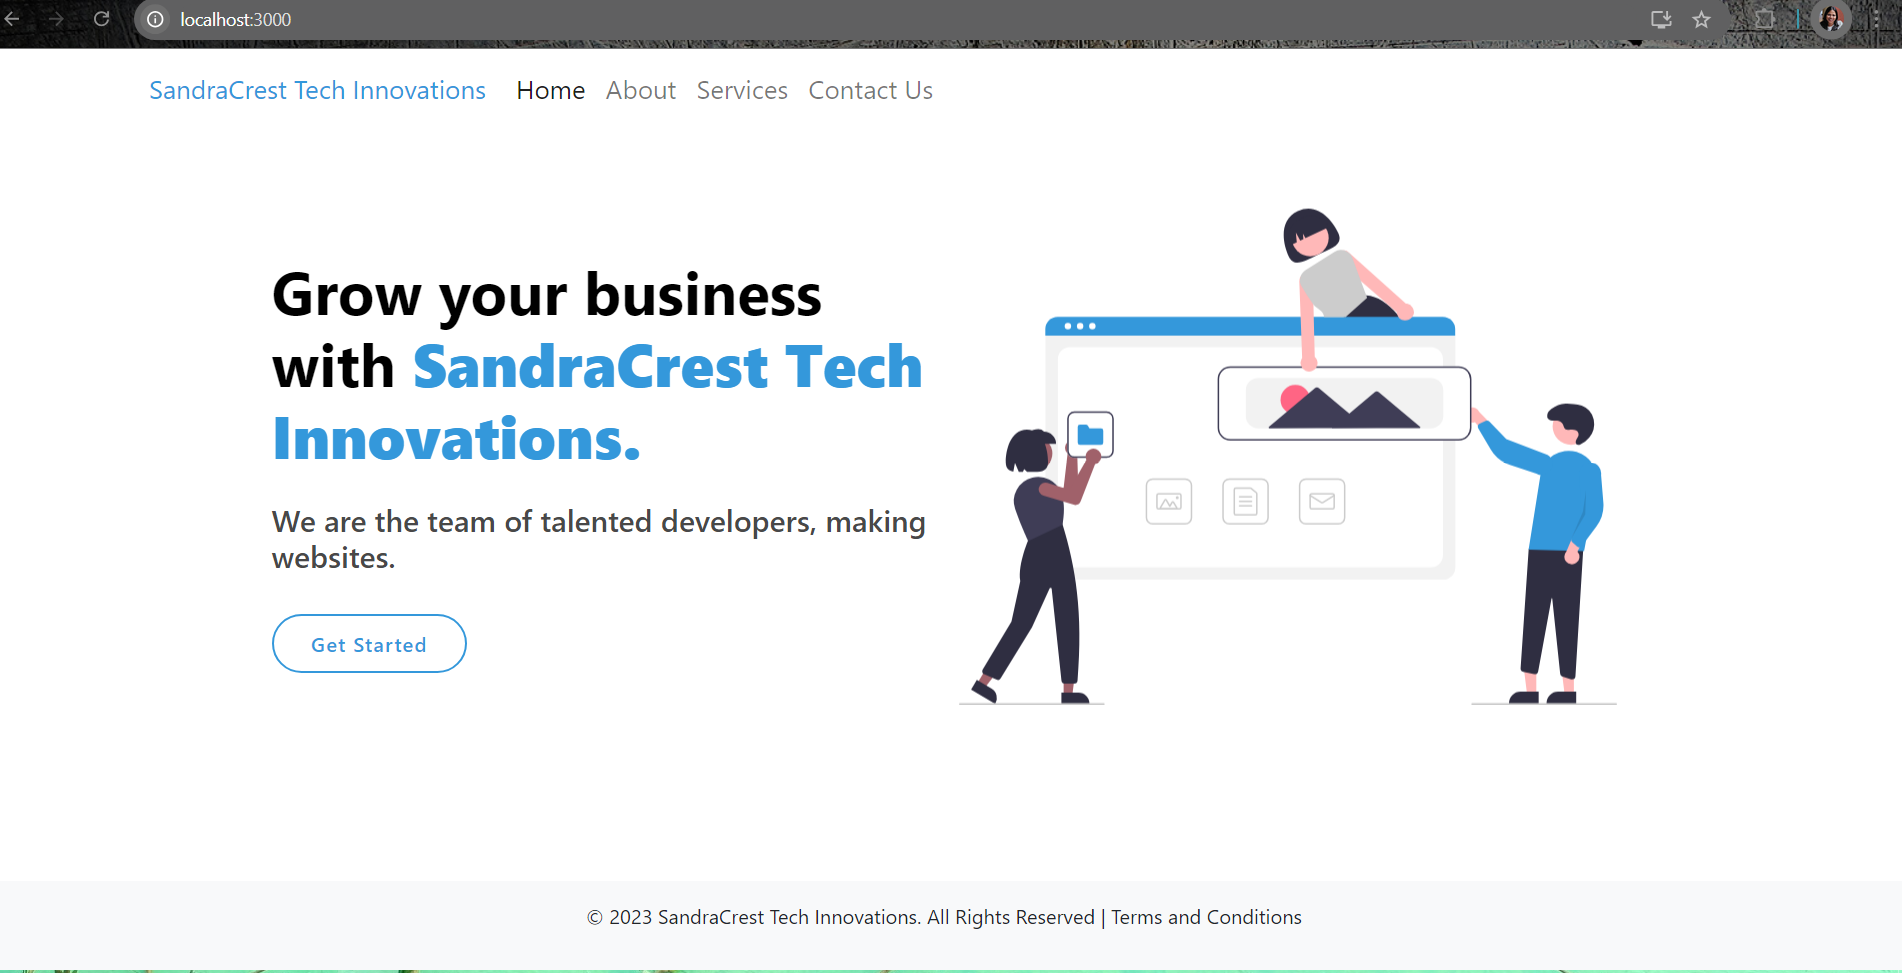 localhost:3000
SandraCrest Tech Innovations Home About Services Contact Us
Grow your business
with SandraCrest Tech
Innovations.
We are the team of talented developers, making
websites.
Get Started
© 2023 SandraCrest Tech Innovations. All Rights Reserved | Terms and Conditions